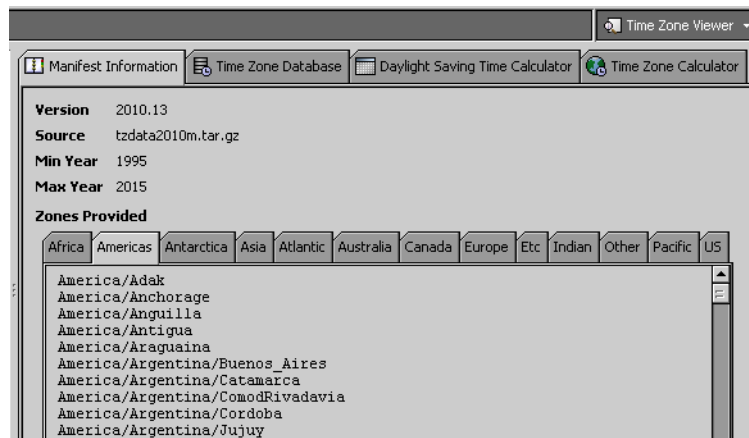 Time Zone Viewer
Manifest Information Time Zone Database Daylight Saving Time Calculator Time Zone Calculator
Version 2010.13
Source tzdata2010m.tar.gz
Min Year 1995
Max Year 2015
Zones Provided
Africa Americas Antarctica Asia Atlantic Australia Canada Europe Etc Indian Other Pacific US
America/Adak
America/Anchorage
America/Anguilla
America/Antigua
America/Araguaina
America/Argentina/Buenos_Aires
America/Argentina/Catamarca
America/Argentina/ComodRivadavia
America/Argentina/Cordoba
America/Argentina/Jujuy